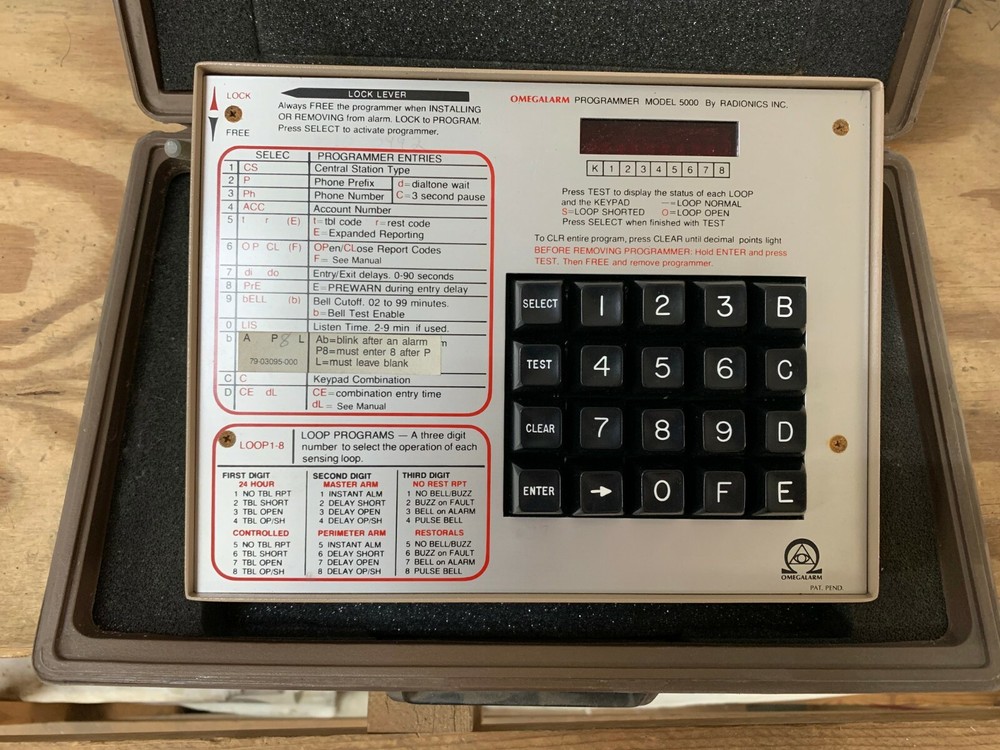 LOCK
FREE
LOCK LEVER
Always FREE the programmer when INSTALLING
OR REMOVING from alarm. LOCK to PROGRAM.
Press SELECT to activate programmer.
SELEC PROGRAMMER ENTRIES
1 CS Central Station Type
2 P Phone Prefix d=dialtone wait
3 Ph Phone Number C=3 second pause
4 ACC Account Number
5 t r (E) t=tbl code r=rest code
E=Expanded Reporting
6 OP CL (F) OPen/CLose Report Codes
F= See Manual
7 di do Entry/Exit delays. 0-90 seconds
8 PrE E=PREWARN during entry delay
9 bELL (b) Bell Cutoff. 02 to 99 minutes.
b=Bell Test Enable
0 LIS Listen Time. 2-9 min if used.
b A P8 L Ab=blink after an alarm m
P8=must enter 8 after P
79-03095-000 L=must leave blank
C C Keypad Combination
D CE dL CE=combination entry time
dL = See Manual
LOOP1-8 LOOP PROGRAMS — A three digit
number to select the operation of each
sensing loop.
FIRST DIGIT SECOND DIGIT THIRD DIGIT
24 HOUR MASTER ARM NO REST RPT
1 NO TBL RPT 1 INSTANT ALM 1 NO BELL/BUZZ
2 TBL SHORT 2 DELAY SHORT 2 BUZZ on FAULT
3 TBL OPEN 3 DELAY OPEN 3 BELL on ALARM
4 TBL OP/SH 4 DELAY OP/SH 4 PULSE BELL
CONTROLLED PERIMETER ARM RESTORALS
5 NO TBL RPT 5 INSTANT ALM 5 NO BELL/BUZZ
6 TBL SHORT 6 DELAY SHORT 6 BUZZ on FAULT
7 TBL OPEN 7 DELAY OPEN 7 BELL on ALARM
8 TBL OP/SH 8 DELAY OP/SH 8 PULSE BELL
OMEGALARM PROGRAMMER MODEL 5000 By RADIONICS INC.
K 1 2 3 4 5 6 7 8
Press TEST to display the status of each LOOP
and the KEYPAD —=LOOP NORMAL
S=LOOP SHORTED O=LOOP OPEN
Press SELECT when finished with TEST
To CLR entire program, press CLEAR until decimal points light
BEFORE REMOVING PROGRAMMER: Hold ENTER and press
TEST. Then FREE and remove programmer.
SELECT 1 2 3 B
TEST 4 5 6 C
CLEAR 7 8 9 D
ENTER → 0 F E
OMEGALARM
PAT. PEND.